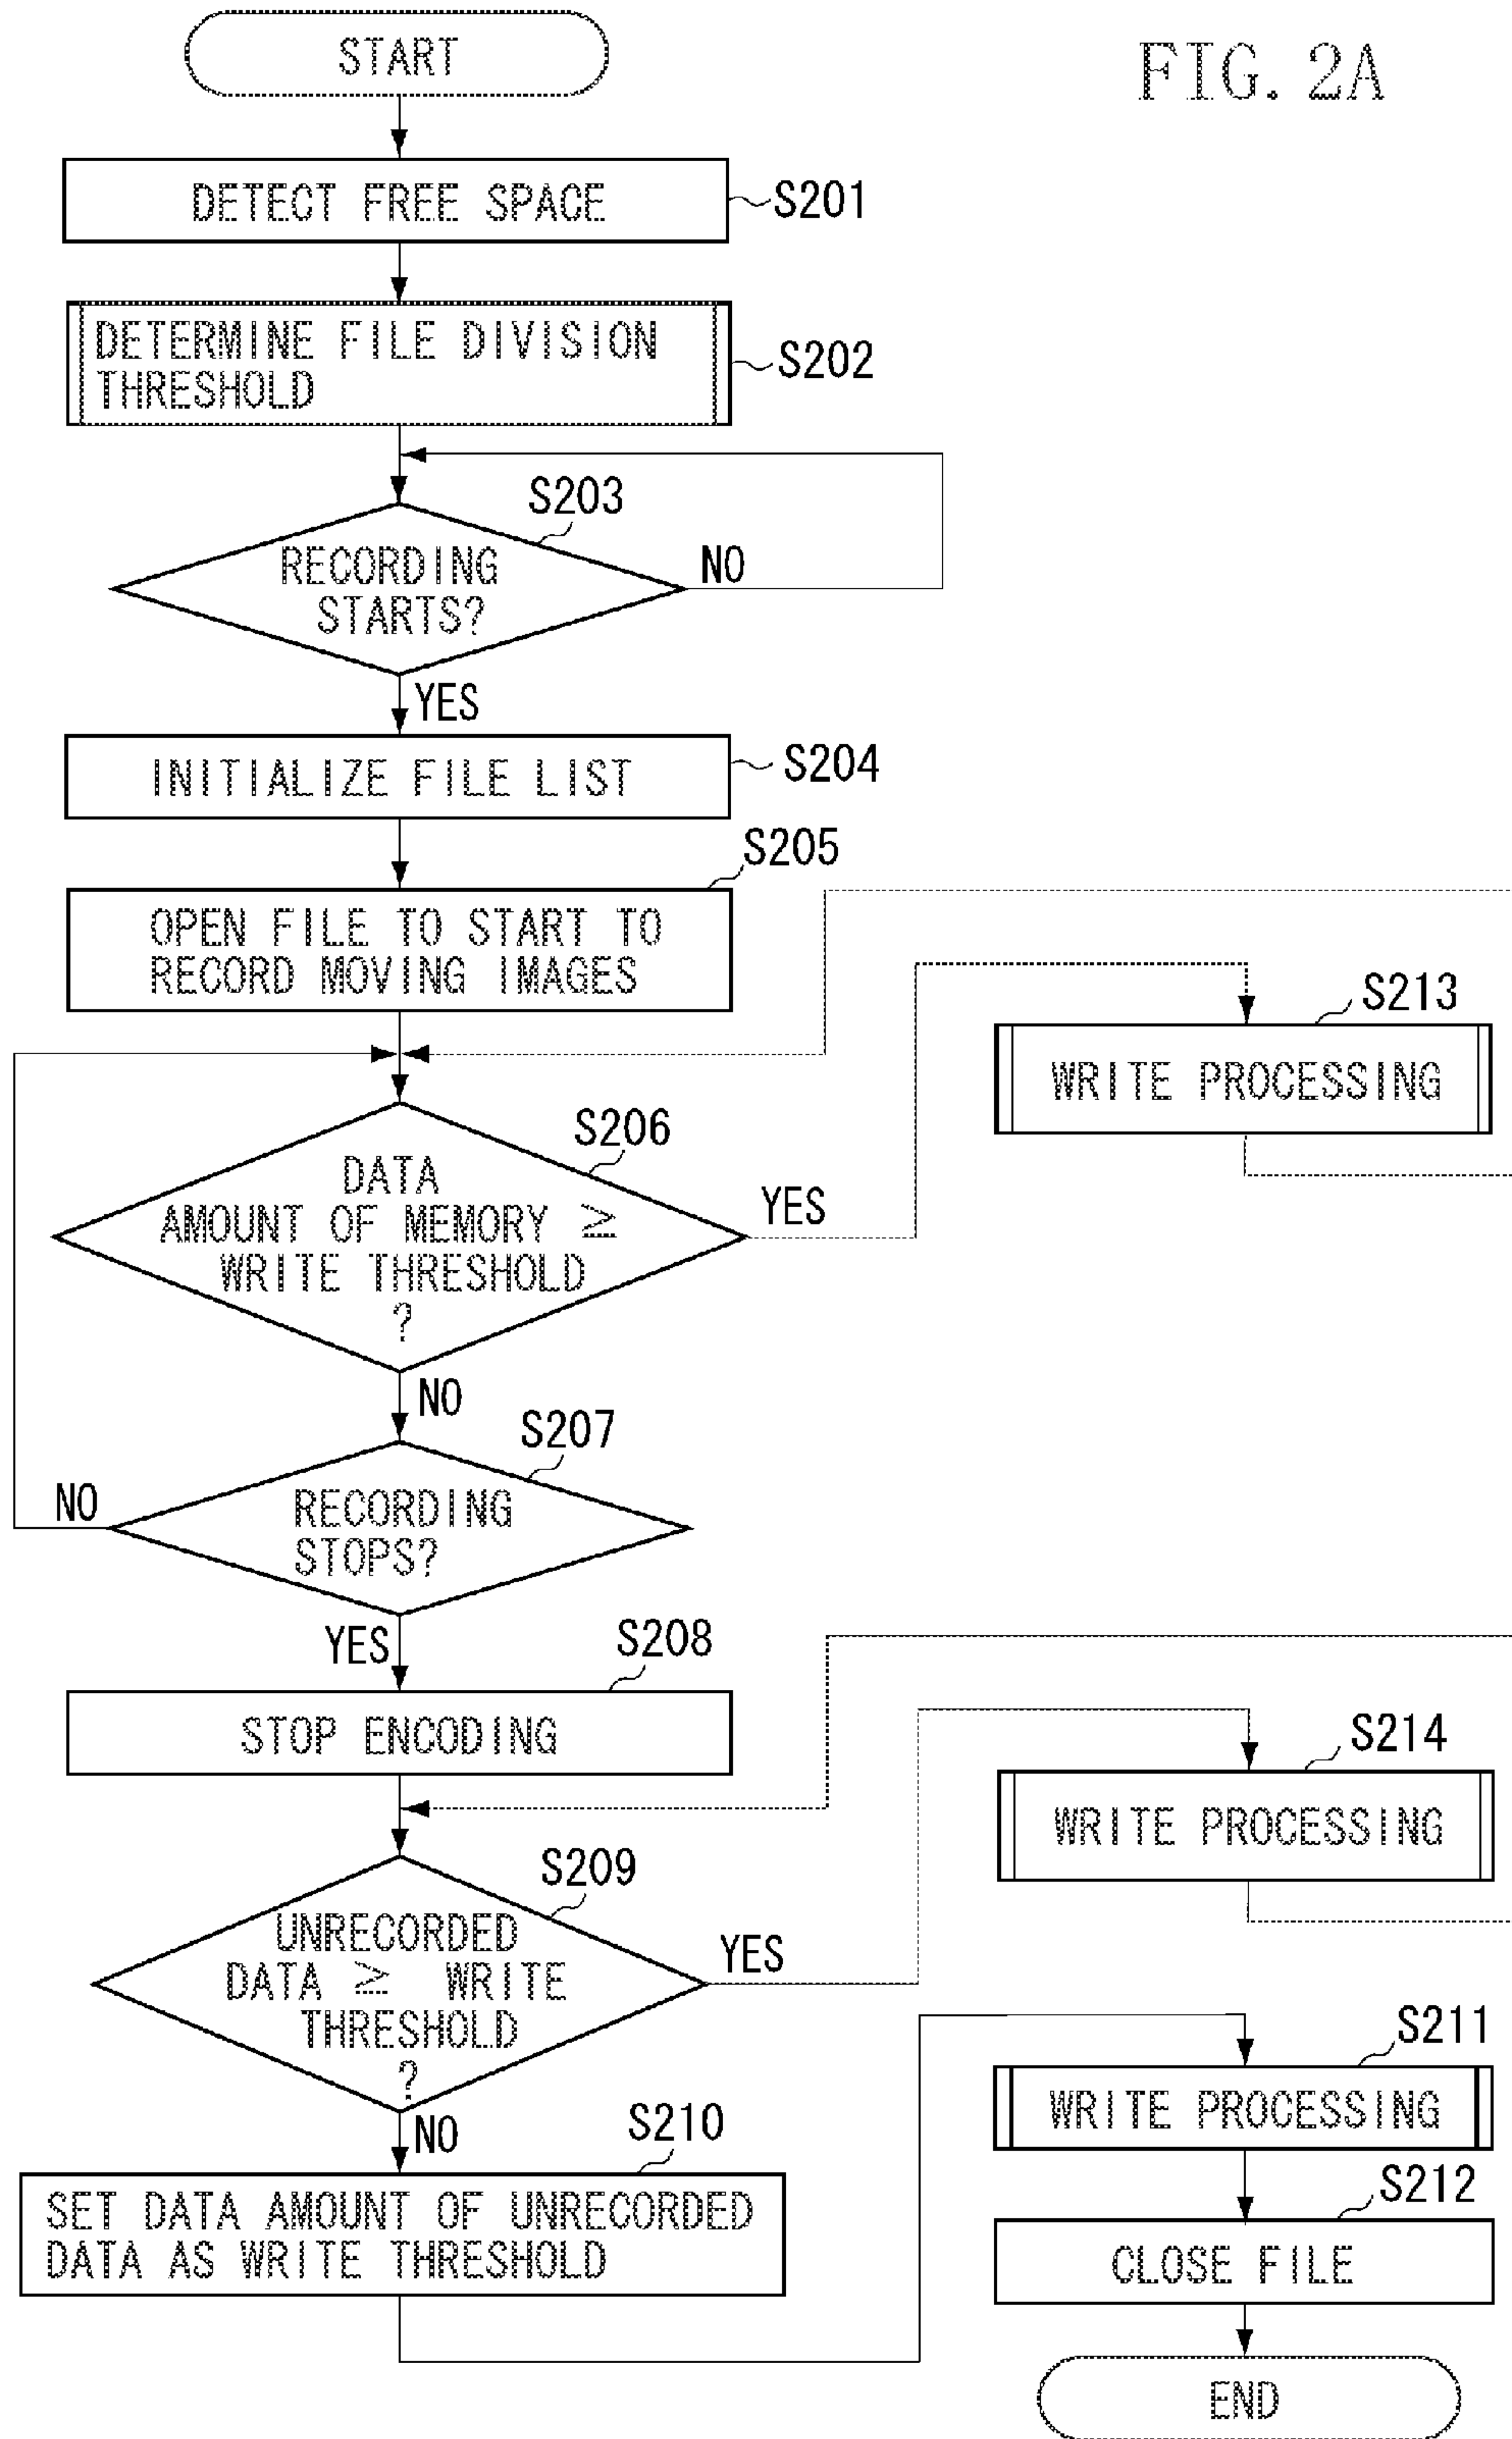 FIG. 2A
START
DETECT FREE SPACE
S201
DETERMINE FILE DIVISION
THRESHOLD
S202
S203
RECORDING
STARTS?
NO
YES
INITIALIZE FILE LIST
S204
S205
OPEN FILE TO START TO
RECORD MOVING IMAGES
S213
WRITE PROCESSING
S206
DATA
AMOUNT OF MEMORY ≥
WRITE THRESHOLD
?
YES
NO
S207
RECORDING
STOPS?
NO
YES
S208
STOP ENCODING
S214
WRITE PROCESSING
S209
UNRECORDED
DATA ≥ WRITE
THRESHOLD
?
YES
NO
S210
SET DATA AMOUNT OF UNRECORDED
DATA AS WRITE THRESHOLD
S211
WRITE PROCESSING
S212
CLOSE FILE
END